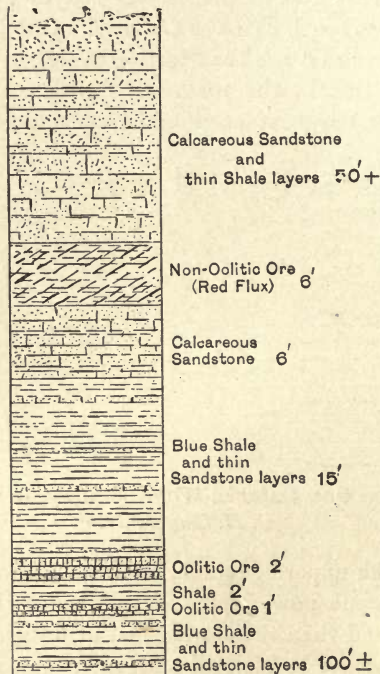 Calcareous Sandstone
and
thin Shale layers 50'+
Non-Oolitic Ore
(Red Flux) 6'
Calcareous
Sandstone 6'
Blue Shale
and thin
Sandstone layers 15'
Oolitic Ore 2'
Shale 2'
Oolitic Ore 1'
Blue Shale
and thin
Sandstone layers 100'±